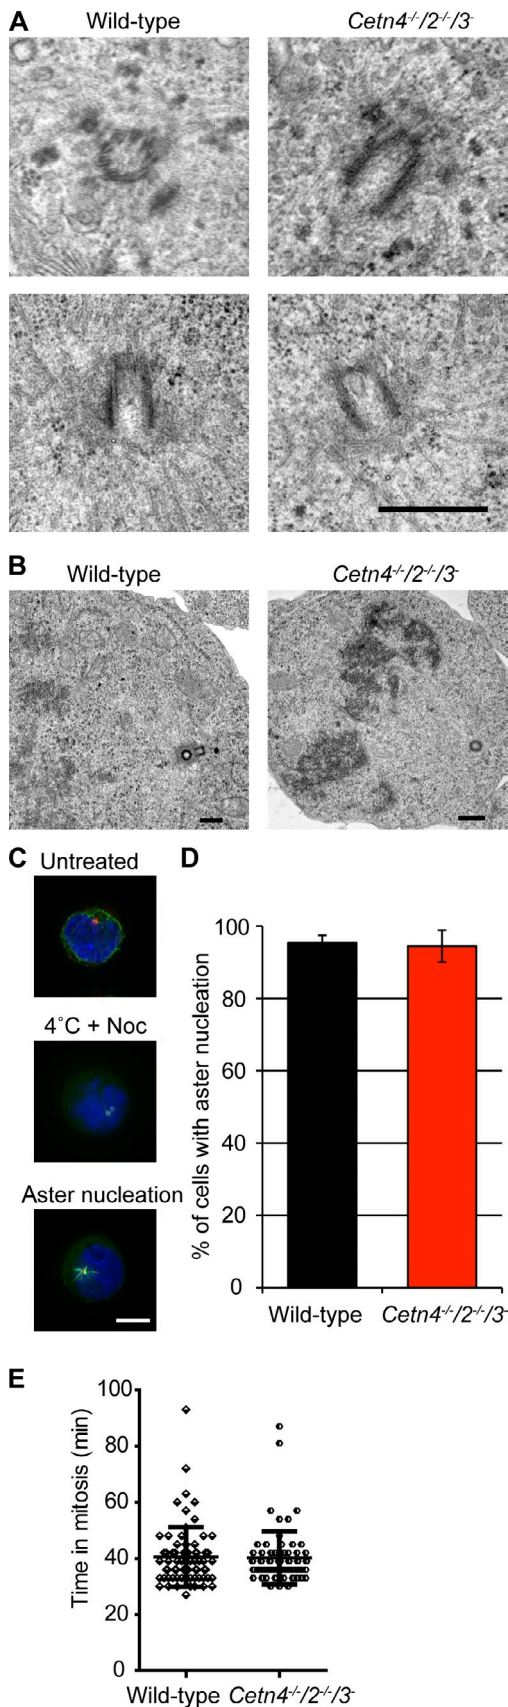 A
Wild-type Cetn4-/-/2-/-/3-
B
Wild-type Cetn4-/-/2-/-/3-
C D
Untreated
4°C + Noc
Aster nucleation
% of cells with aster nucleation
100
80
60
40
20
0
Wild-type Cetn4-/-/2-/-/3-
E
Time in mitosis (min)
100
80
60
40
20
0
Wild-type Cetn4-/-/2-/-/3-